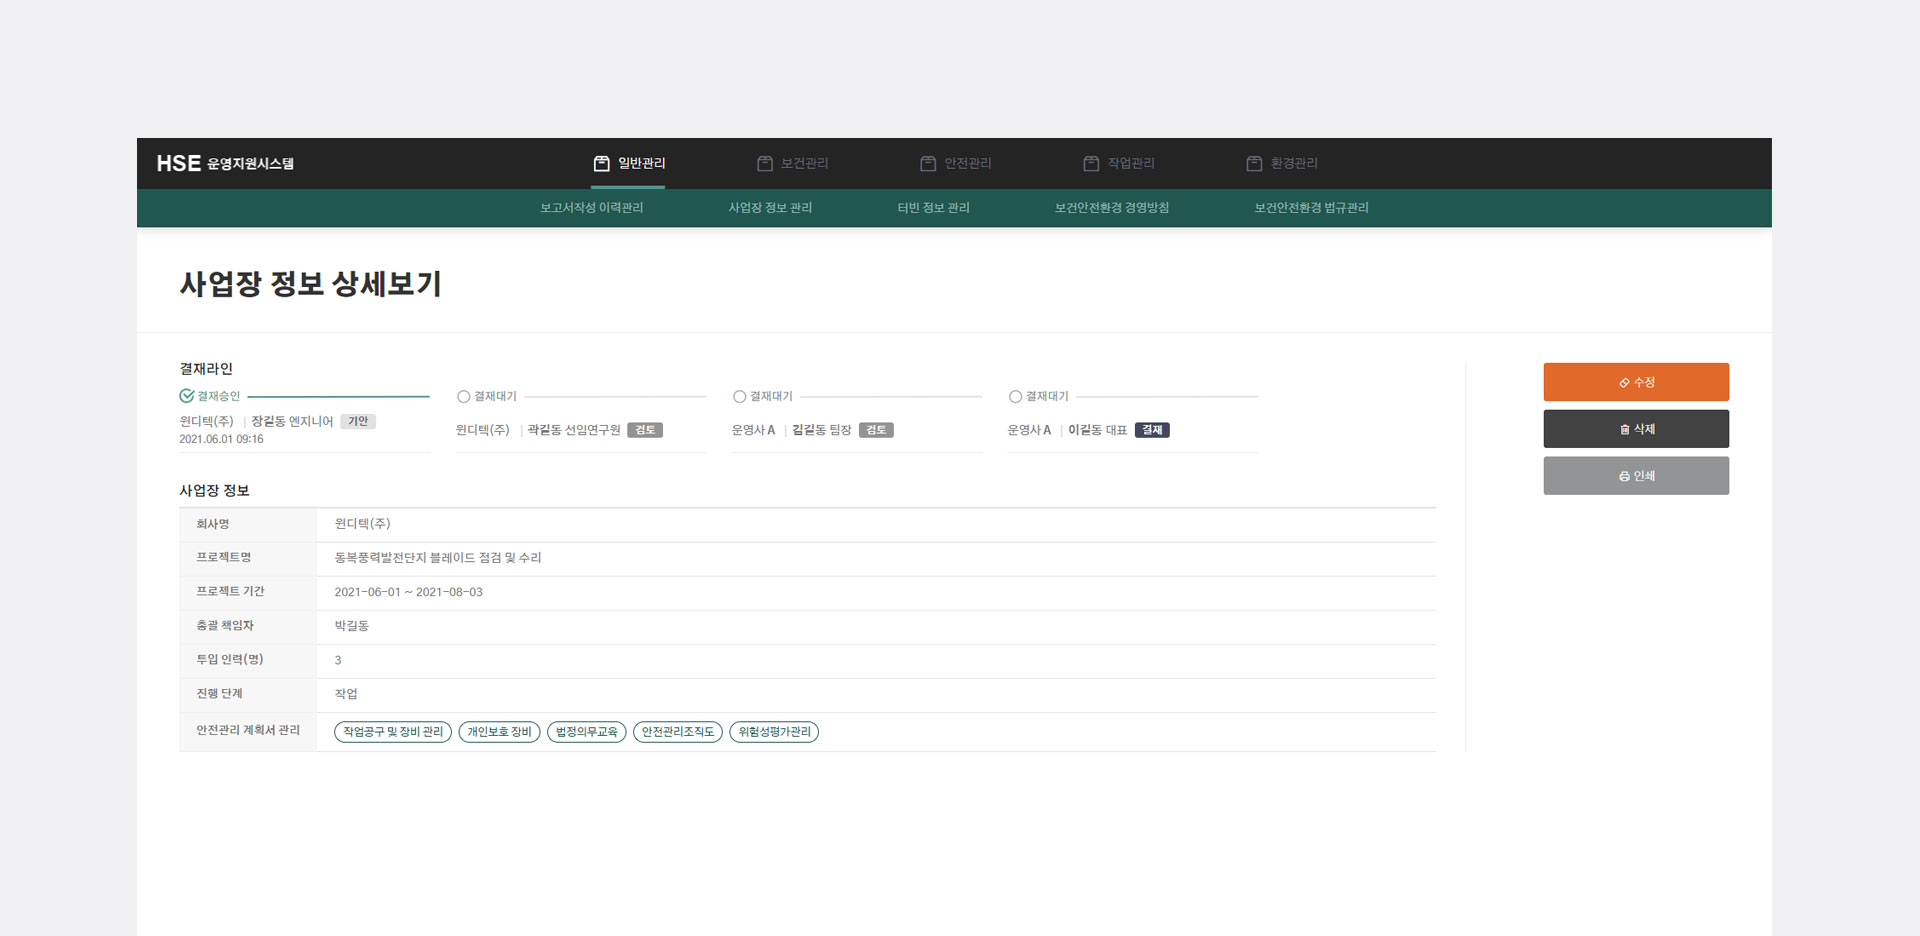 HSE 운영지원시스템
일반관리 보건관리 안전관리 작업관리 환경관리
보고서작성 이력관리 사업장 정보 관리 터빈 정보 관리 보건안전환경 경영방침 보건안전환경 법규관리
사업장 정보 상세보기
결재라인
결재승인 결재대기 결재대기 결재대기
윈디텍(주) | 장길동 엔지니어 기안
2021.06.01 09:16
윈디텍(주) | 곽길동 선임연구원 검토
운영사 A | 김길동 팀장 검토
운영사 A | 이길동 대표 결재
수정
삭제
인쇄
사업장 정보
회사명 윈디텍(주)
프로젝트명 동복풍력발전단지 블레이드 점검 및 수리
프로젝트 기간 2021-06-01 ~ 2021-08-03
총괄 책임자 박길동
투입 인력(명) 3
진행 단계 작업
안전관리 계획서 관리 작업공구 및 장비 관리 개인보호 장비 법정의무교육 안전관리조직도 위험성평가관리